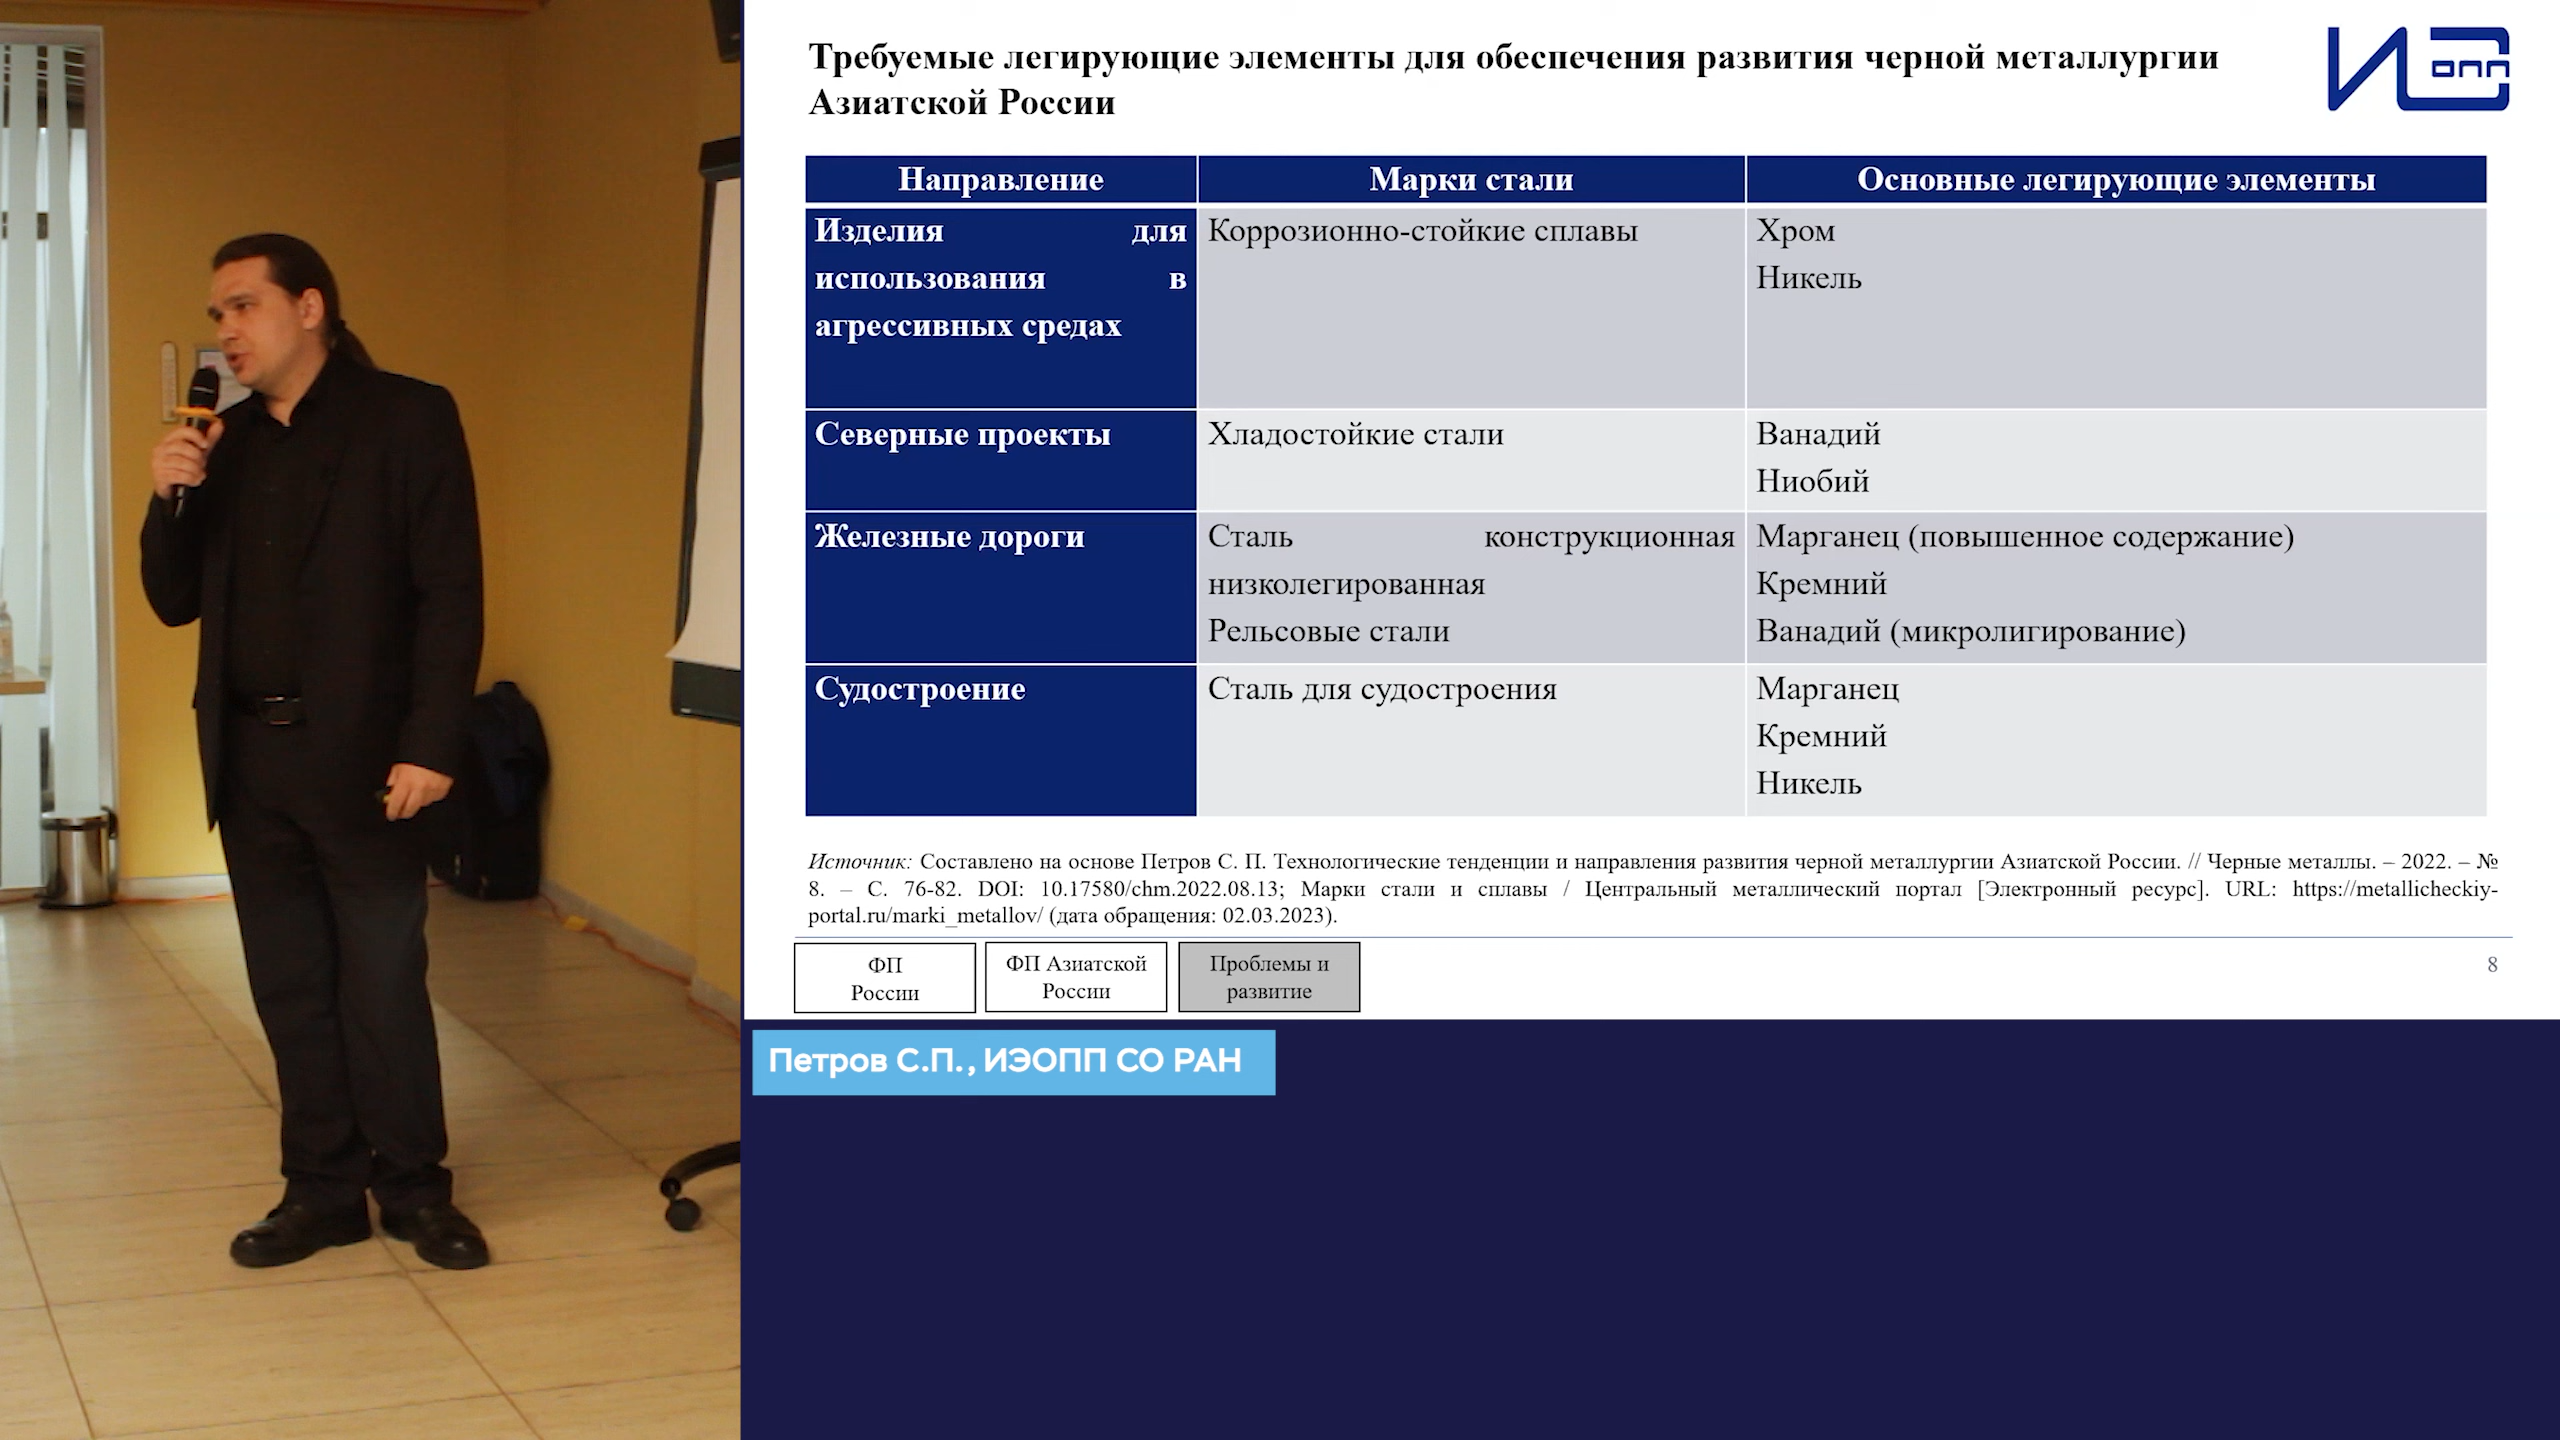 Требуемые легирующие элементы для обеспечения развития черной металлургии
Азиатской России
ИЭ
опп
Направление
Марки стали
Основные легирующие элементы
Изделия для
использования в
агрессивных средах
Коррозионно-стойкие сплавы
Хром
Никель
Северные проекты
Хладостойкие стали
Ванадий
Ниобий
Железные дороги
Сталь конструкционная
низколегированная
Рельсовые стали
Марганец (повышенное содержание)
Кремний
Ванадий (микролигирование)
Судостроение
Сталь для судостроения
Марганец
Кремний
Никель
Источник: Составлено на основе Петров С. П. Технологические тенденции и направления развития черной металлургии Азиатской России. // Черные металлы. – 2022. – №
8. – С. 76-82. DOI: 10.17580/chm.2022.08.13; Марки стали и сплавы / Центральный металлический портал [Электронный ресурс]. URL: https://metallicheckiy-
portal.ru/marki_metallov/ (дата обращения: 02.03.2023).
ФП
России
ФП Азиатской
России
Проблемы и
развитие
8
Петров С.П., ИЭОПП СО РАН